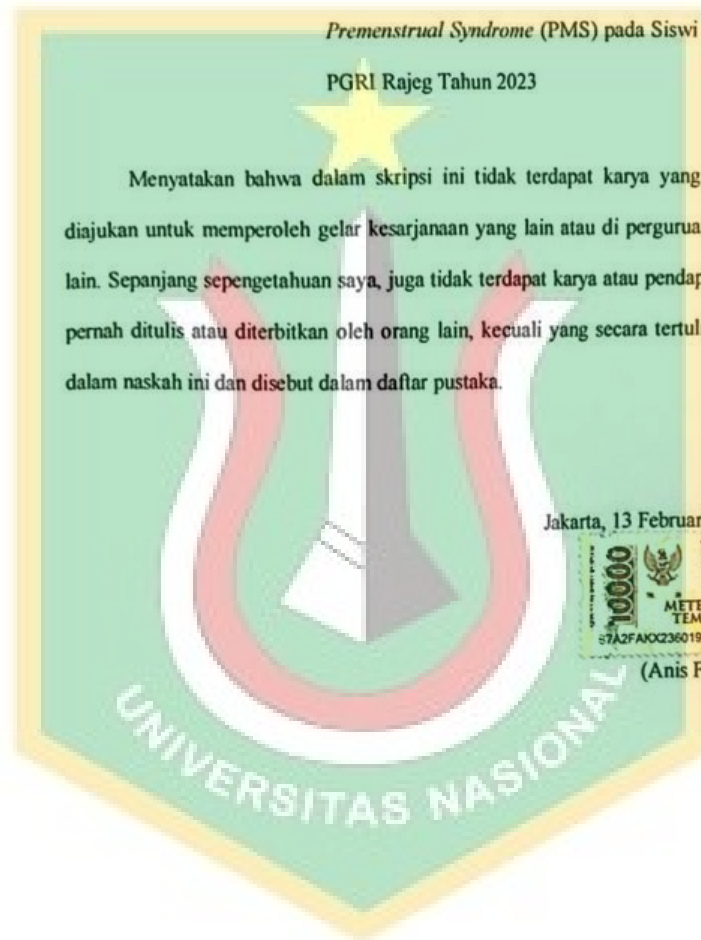 Premenstrual Syndrome (PMS) pada Siswi
PGRI Rajeg Tahun 2023
Menyatakan bahwa dalam skripsi ini tidak terdapat karya yang
diajukan untuk memperoleh gelar kesarjanaan yang lain atau di pergurua
lain. Sepanjang sepengetahuan saya, juga tidak terdapat karya atau pendap
pernah ditulis atau diterbitkan oleh orang lain, kecuali yang secara tertul
dalam naskah ini dan disebut dalam daftar pustaka.
Jakarta, 13 Februar
10000
METE
TEM
67A2FAKX236019
(Anis F
UNIVERSITAS NASIONAL